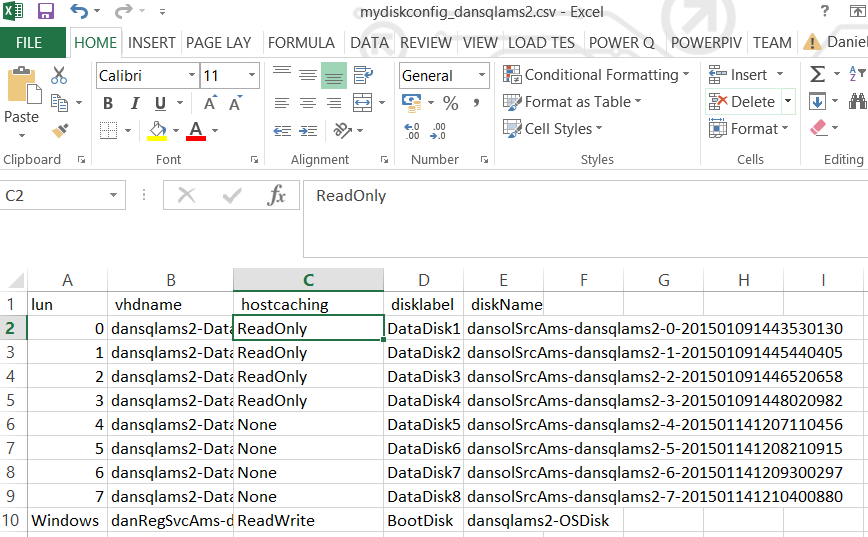 mydiskconfig_dansqlams2.csv - Excel
?
FILE HOME INSERT PAGE LAY FORMULA DATA REVIEW VIEW LOAD TES POWER Q POWERPIV TEAM Daniel
Paste
Calibri 11
B I U A A
A
General
% ,
Conditional Formatting
Format as Table
Cell Styles
Insert
Delete
Format
Σ
Clipboard Font Alignment Number Styles Cells Editing
C2 fx ReadOnly
A B C D E F G H I
1 lun vhdname hostcaching disklabel diskName
2 0 dansqlams2-Data ReadOnly DataDisk1 dansolSrcAms-dansqlams2-0-201501091443530130
3 1 dansqlams2-Data ReadOnly DataDisk2 dansolSrcAms-dansqlams2-1-201501091445440405
4 2 dansqlams2-Data ReadOnly DataDisk3 dansolSrcAms-dansqlams2-2-201501091446520658
5 3 dansqlams2-Data ReadOnly DataDisk4 dansolSrcAms-dansqlams2-3-201501091448020982
6 4 dansqlams2-Data None DataDisk5 dansolSrcAms-dansqlams2-4-201501141207110456
7 5 dansqlams2-Data None DataDisk6 dansolSrcAms-dansqlams2-5-201501141208210915
8 6 dansqlams2-Data None DataDisk7 dansolSrcAms-dansqlams2-6-201501141209300297
9 7 dansqlams2-Data None DataDisk8 dansolSrcAms-dansqlams2-7-201501141210400880
10 Windows danRegSvcAms-d ReadWrite BootDisk dansqlams2-OSDisk